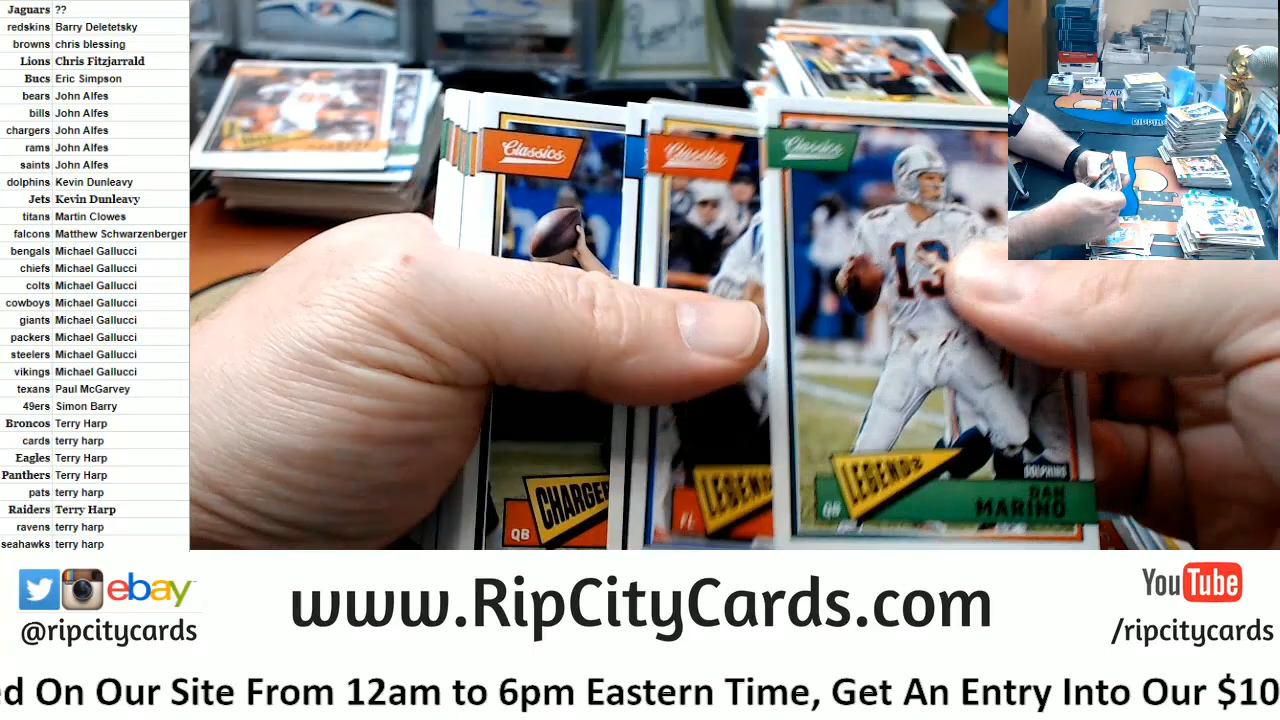 Jaguars ??
redskins Barry Deletetsky
browns chris blessing
Lions Chris Fitzjarrald
Bucs Eric Simpson
bears John Alfes
bills John Alfes
chargers John Alfes
rams John Alfes
saints John Alfes
dolphins Kevin Dunleavy
Jets Kevin Dunleavy
titans Martin Clowes
falcons Matthew Schwarzenberger
bengals Michael Gallucci
chiefs Michael Gallucci
colts Michael Gallucci
cowboys Michael Gallucci
giants Michael Gallucci
packers Michael Gallucci
steelers Michael Gallucci
vikings Michael Gallucci
texans Paul McGarvey
49ers Simon Barry
Broncos Terry Harp
cards terry harp
Eagles Terry Harp
Panthers Terry Harp
pats terry harp
Raiders Terry Harp
ravens terry harp
seahawks terry harp
Classics
QB CHARGER
Classics
LEGEND
Classics
13
LEGENDS
DOLPHINS
QB DAN
MARINO
ebay
@ripcitycards
www.RipCityCards.com
YouTube
/ripcitycards
ed On Our Site From 12am to 6pm Eastern Time, Get An Entry Into Our $10